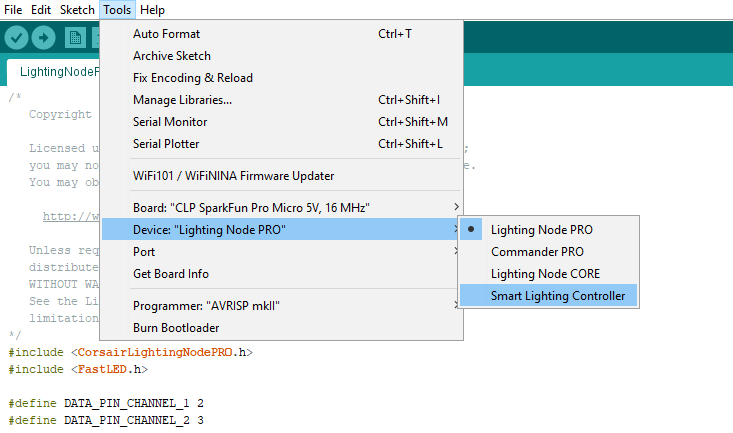 File Edit Sketch Tools Help
LightingNodeP
Auto Format Ctrl+T
Archive Sketch
Fix Encoding & Reload
Manage Libraries... Ctrl+Shift+I
Serial Monitor Ctrl+Shift+M
Serial Plotter Ctrl+Shift+L
WiFi101 / WiFiNINA Firmware Updater
Board: "CLP SparkFun Pro Micro 5V, 16 MHz"
Device: "Lighting Node PRO"
Port
Get Board Info
Programmer: "AVRISP mkII"
Burn Bootloader
Lighting Node PRO
Commander PRO
Lighting Node CORE
Smart Lighting Controller
/*
Copyright
Licensed u ;
you may no e.
You may ob
http://w
Unless req
distribute
WITHOUT WA
See the Li
limitation
*/
#include <CorsairLightingNodePRO.h>
#include <FastLED.h>
#define DATA_PIN_CHANNEL_1 2
#define DATA_PIN_CHANNEL_2 3